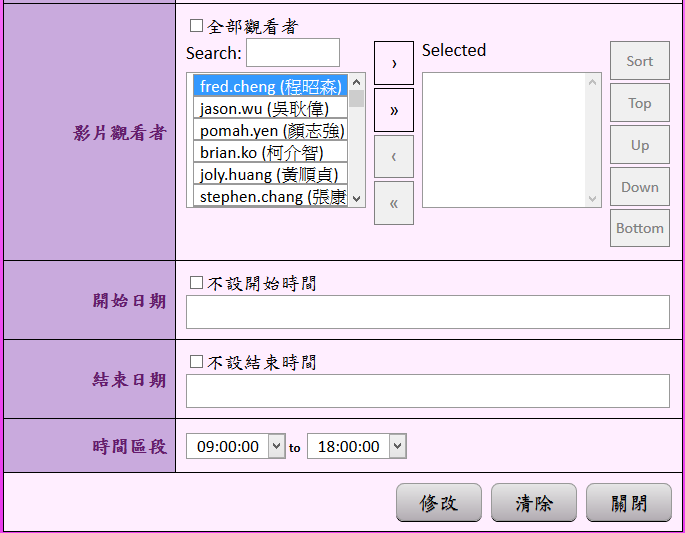 影片觀看者
全部觀看者
Search:
fred.cheng (程昭森)
jason.wu (吳耿偉)
pomah.yen (顏志強)
brian.ko (柯介智)
joly.huang (黃順貞)
stephen.chang (張康
›
»
‹
«
Selected
Sort
Top
Up
Down
Bottom
開始日期
不設開始時間
結束日期
不設結束時間
時間區段
09:00:00 to 18:00:00
修改 清除 關閉